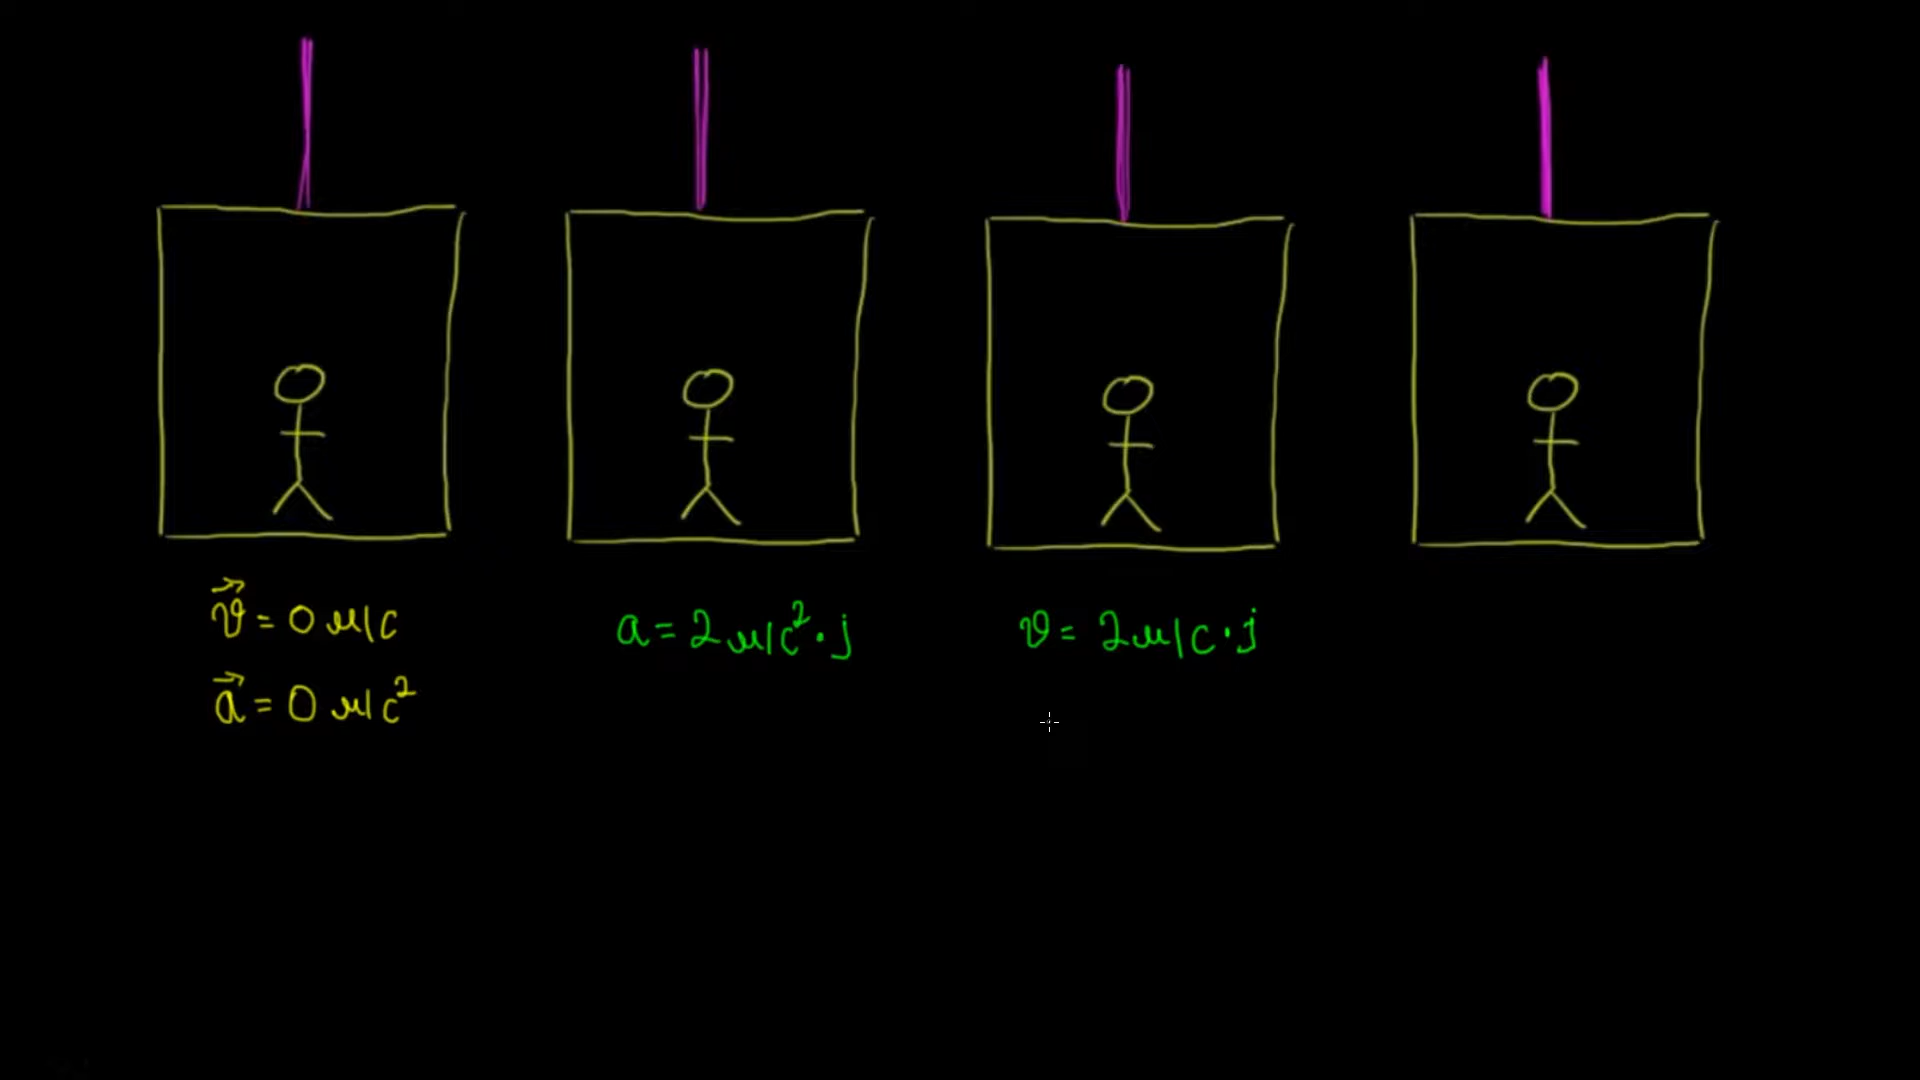 v⃗ = 0 м/с
a⃗ = 0 м/с²
a = 2 м/с² · j
v = 2 м/с · j